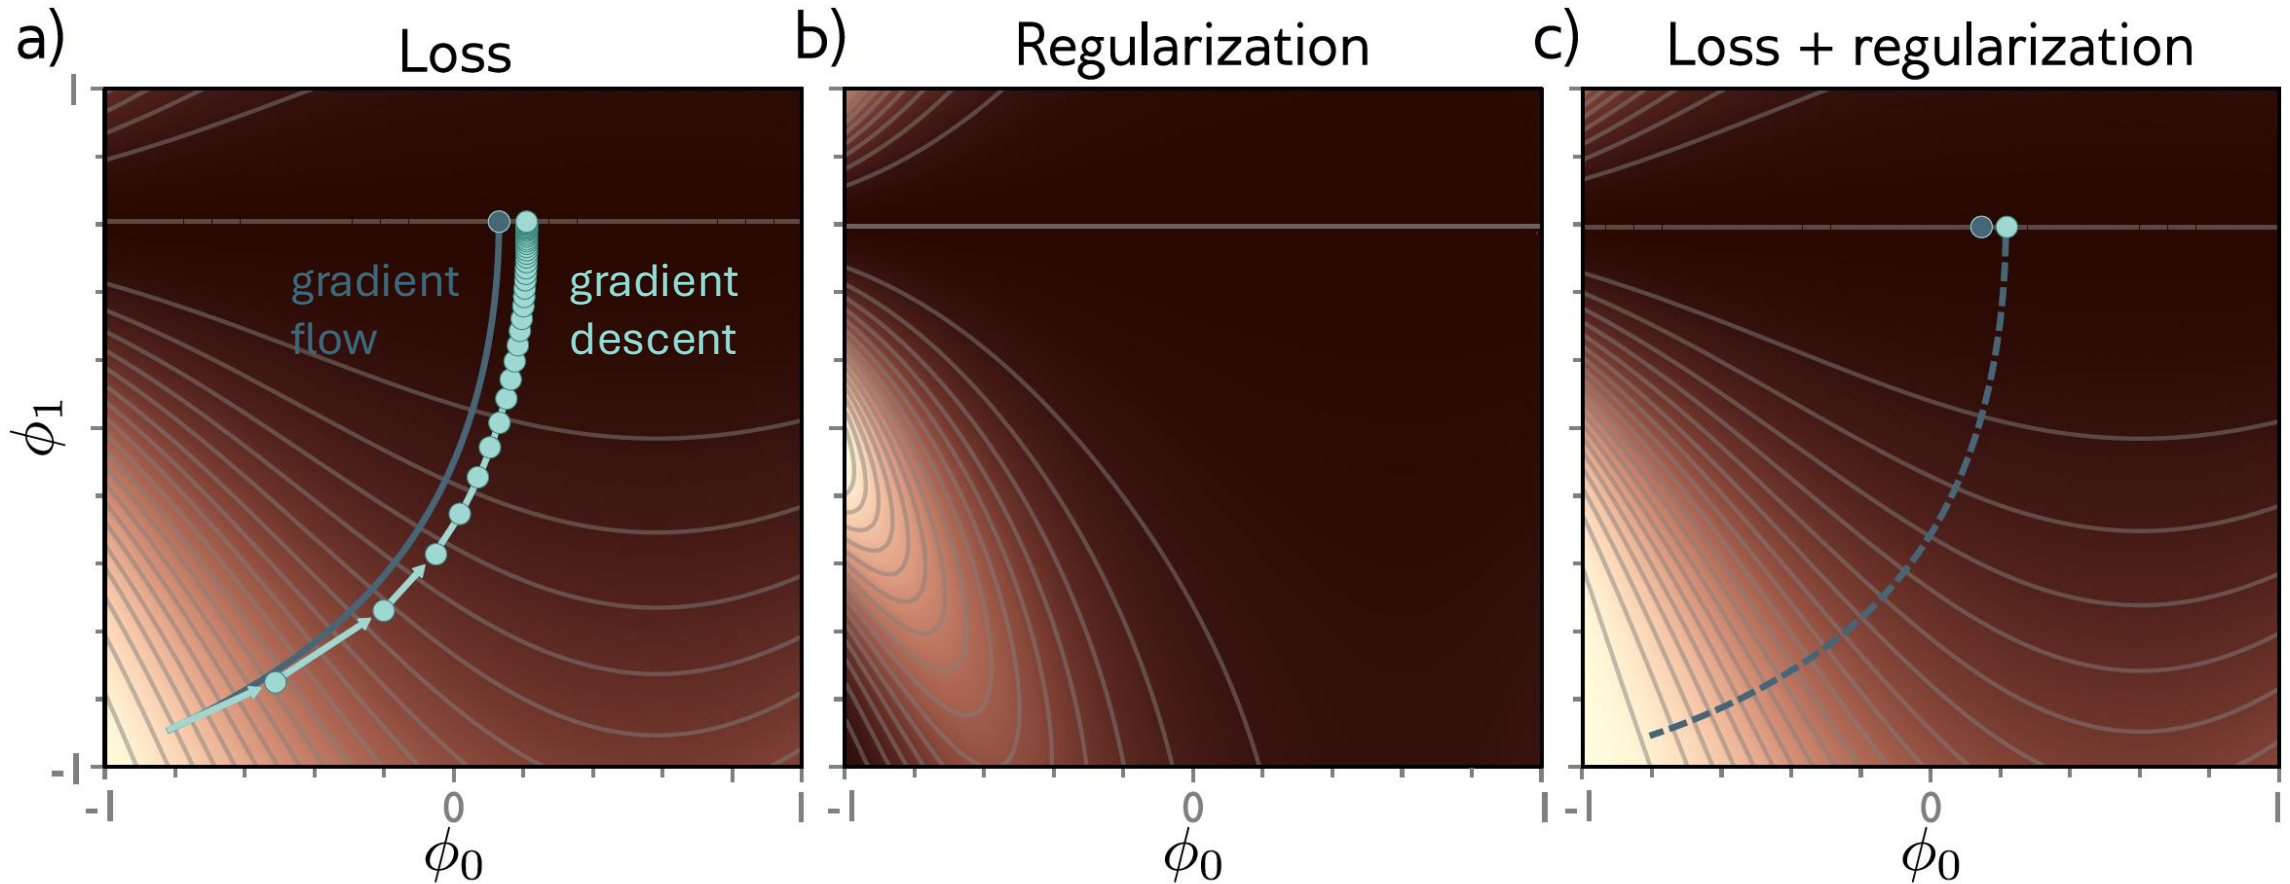 a) Loss
b) Regularization
c) Loss + regularization
1
gradient
flow
gradient
descent
ϕ1
-1
-1 0 1
-1 0 1
-1 0 1
ϕ0
ϕ0
ϕ0